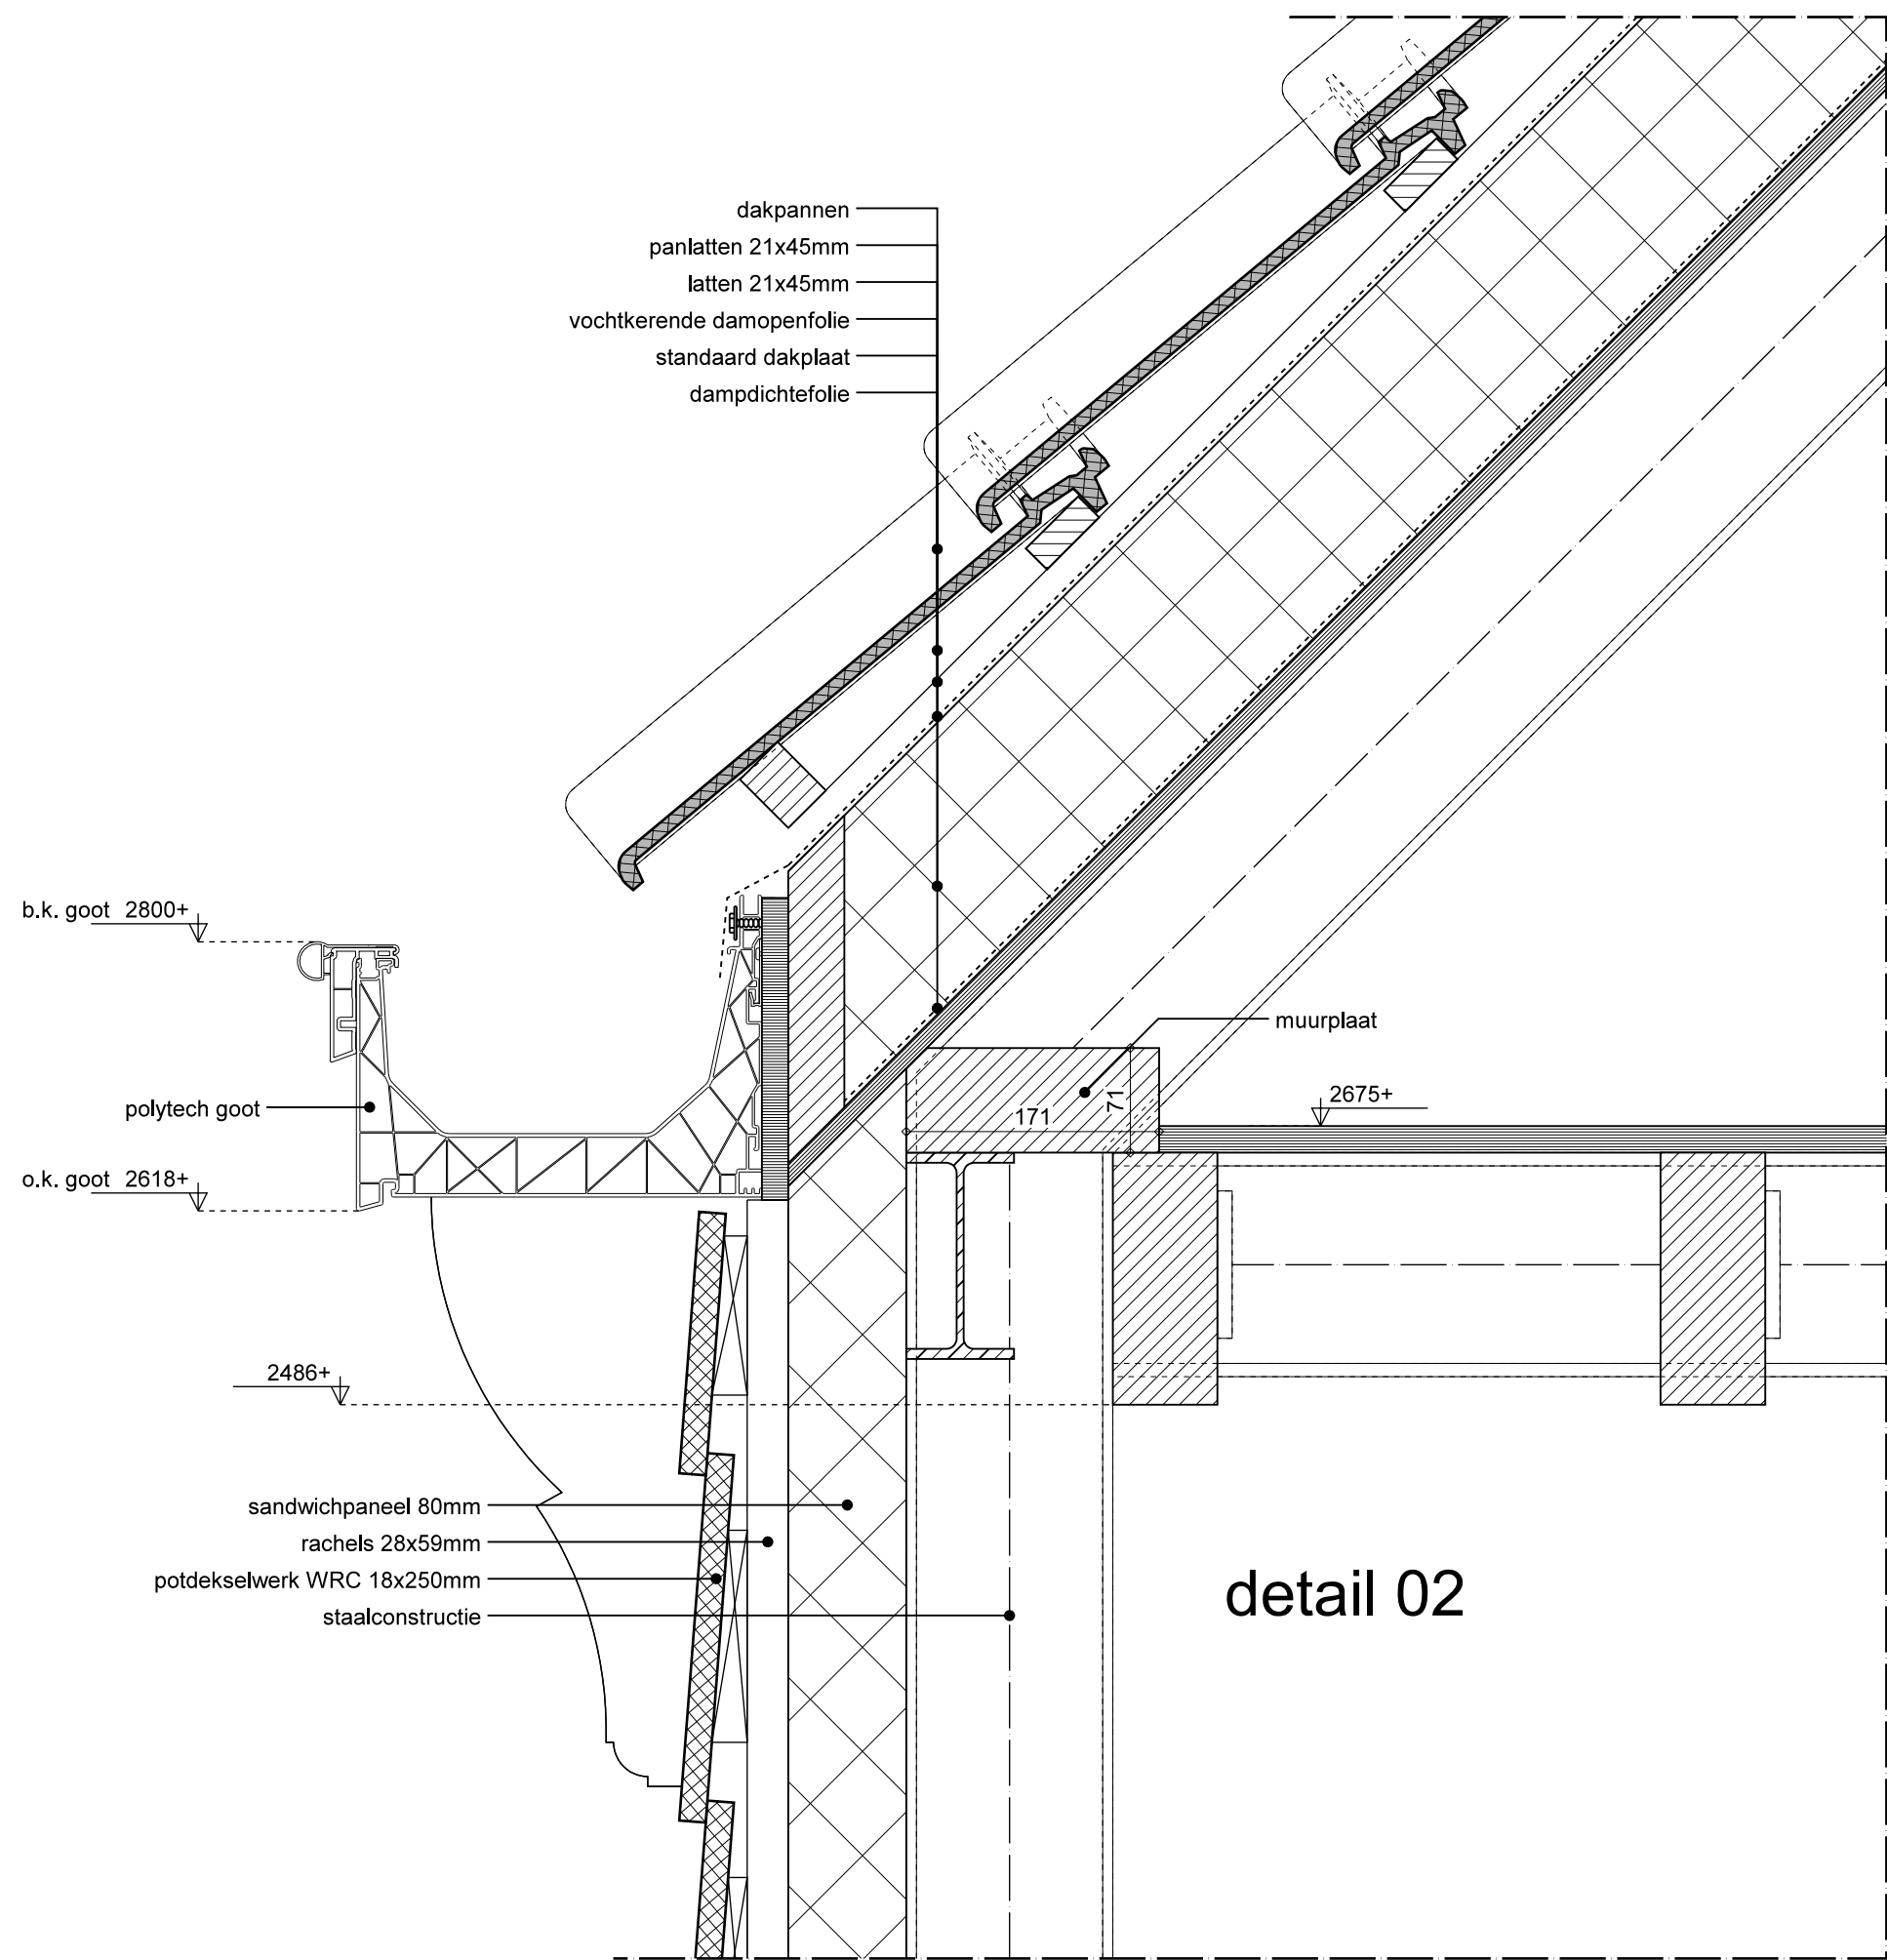 dakpannen
panlatten 21x45mm
latten 21x45mm
vochtkerende damopenfolie
standaard dakplaat
dampdichtefolie
b.k. goot 2800+
muurplaat
2675+
71
171
polytech goot
o.k. goot 2618+
2486+
sandwichpaneel 80mm
rachels 28x59mm
potdekselwerk WRC 18x250mm
staalconstructie
detail 02